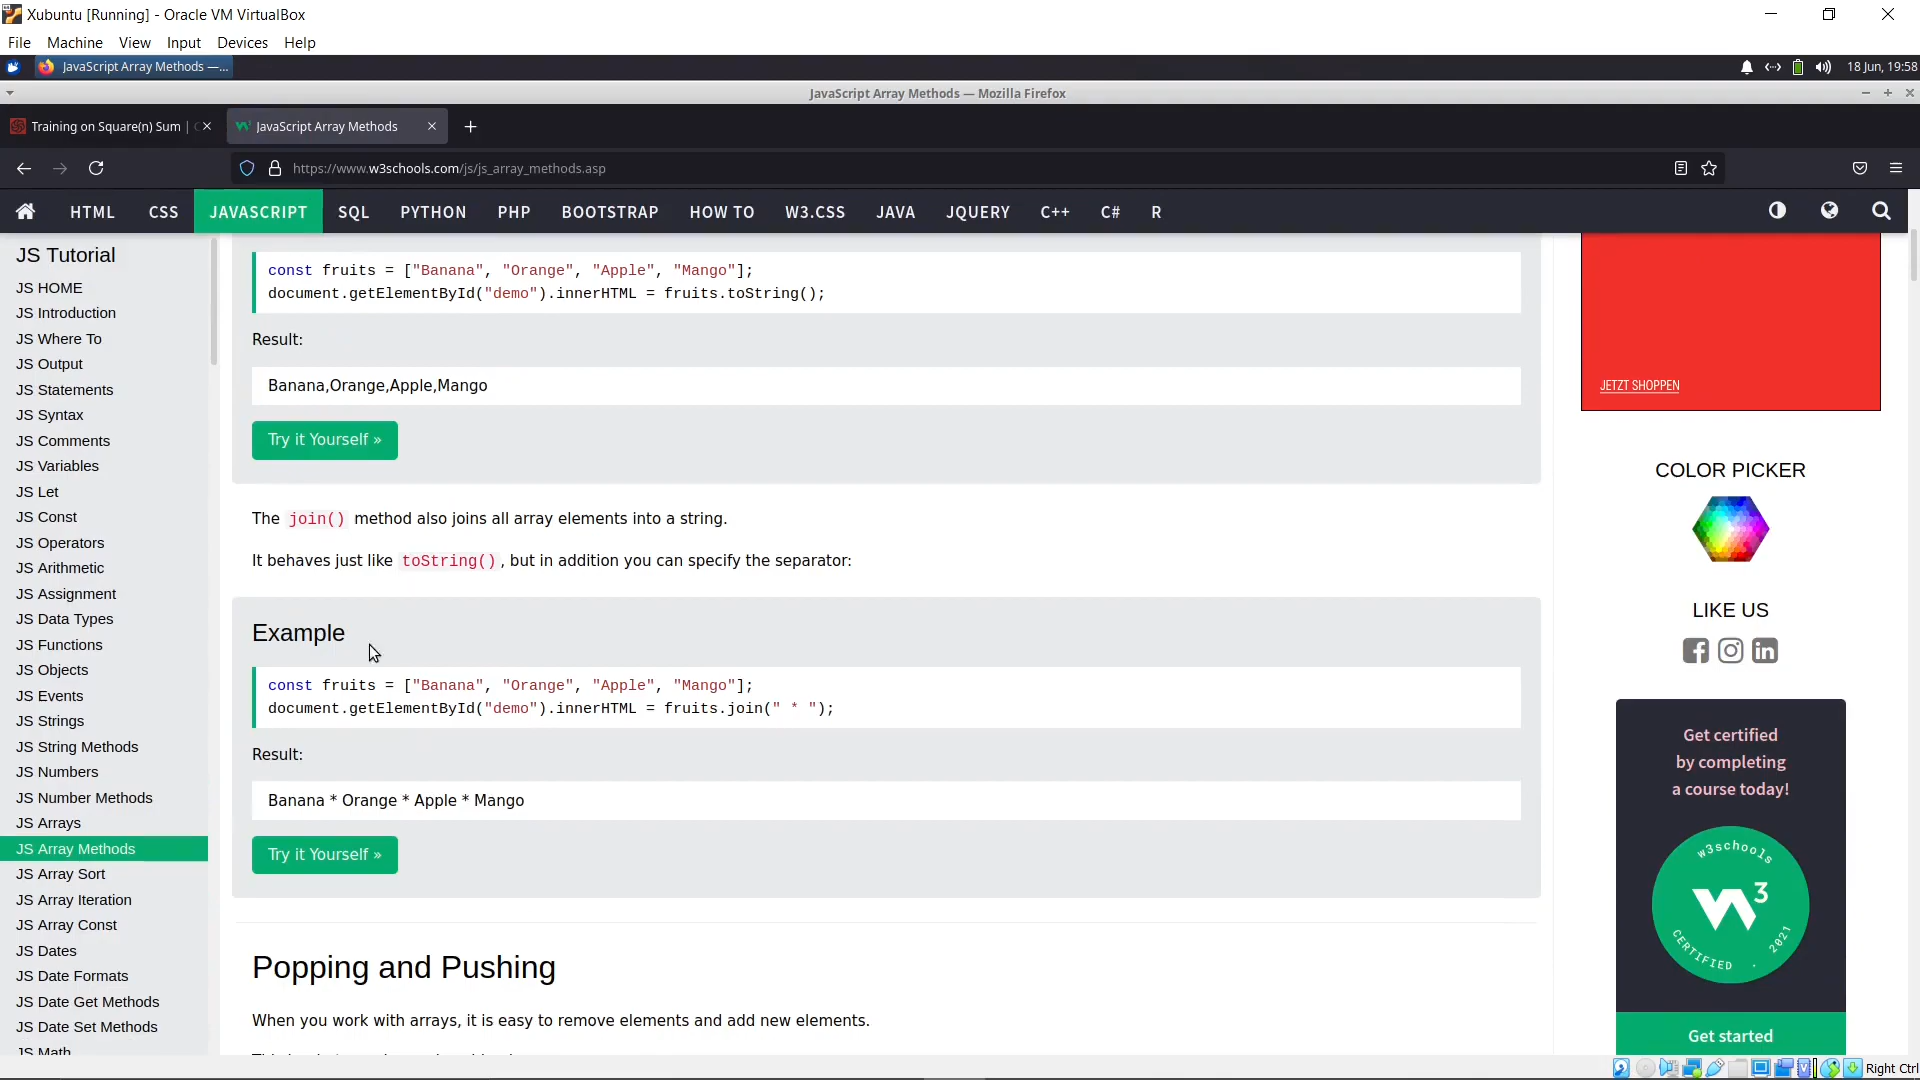 Xubuntu [Running] - Oracle VM VirtualBox
File Machine View Input Devices Help
JavaScript Array Methods —...
18 Jun, 19:58
JavaScript Array Methods — Mozilla Firefox
Training on Square(n) Sum |
JavaScript Array Methods
https://www.w3schools.com/js/js_array_methods.asp
HTML CSS JAVASCRIPT SQL PYTHON PHP BOOTSTRAP HOW TO W3.CSS JAVA JQUERY C++ C# R
JS Tutorial
JS HOME
JS Introduction
JS Where To
JS Output
JS Statements
JS Syntax
JS Comments
JS Variables
JS Let
JS Const
JS Operators
JS Arithmetic
JS Assignment
JS Data Types
JS Functions
JS Objects
JS Events
JS Strings
JS String Methods
JS Numbers
JS Number Methods
JS Arrays
JS Array Methods
JS Array Sort
JS Array Iteration
JS Array Const
JS Dates
JS Date Formats
JS Date Get Methods
JS Date Set Methods
JS Math
const fruits = ["Banana", "Orange", "Apple", "Mango"];
document.getElementById("demo").innerHTML = fruits.toString();
Result:
Banana,Orange,Apple,Mango
Try it Yourself »
The join() method also joins all array elements into a string.
It behaves just like toString(), but in addition you can specify the separator:
Example
const fruits = ["Banana", "Orange", "Apple", "Mango"];
document.getElementById("demo").innerHTML = fruits.join(" * ");
Result:
Banana * Orange * Apple * Mango
Try it Yourself »
Popping and Pushing
When you work with arrays, it is easy to remove elements and add new elements.
JETZT SHOPPEN
COLOR PICKER
LIKE US
Get certified
by completing
a course today!
w3schools
W3
CERTIFIED . 2021
Get started
Right Ctrl